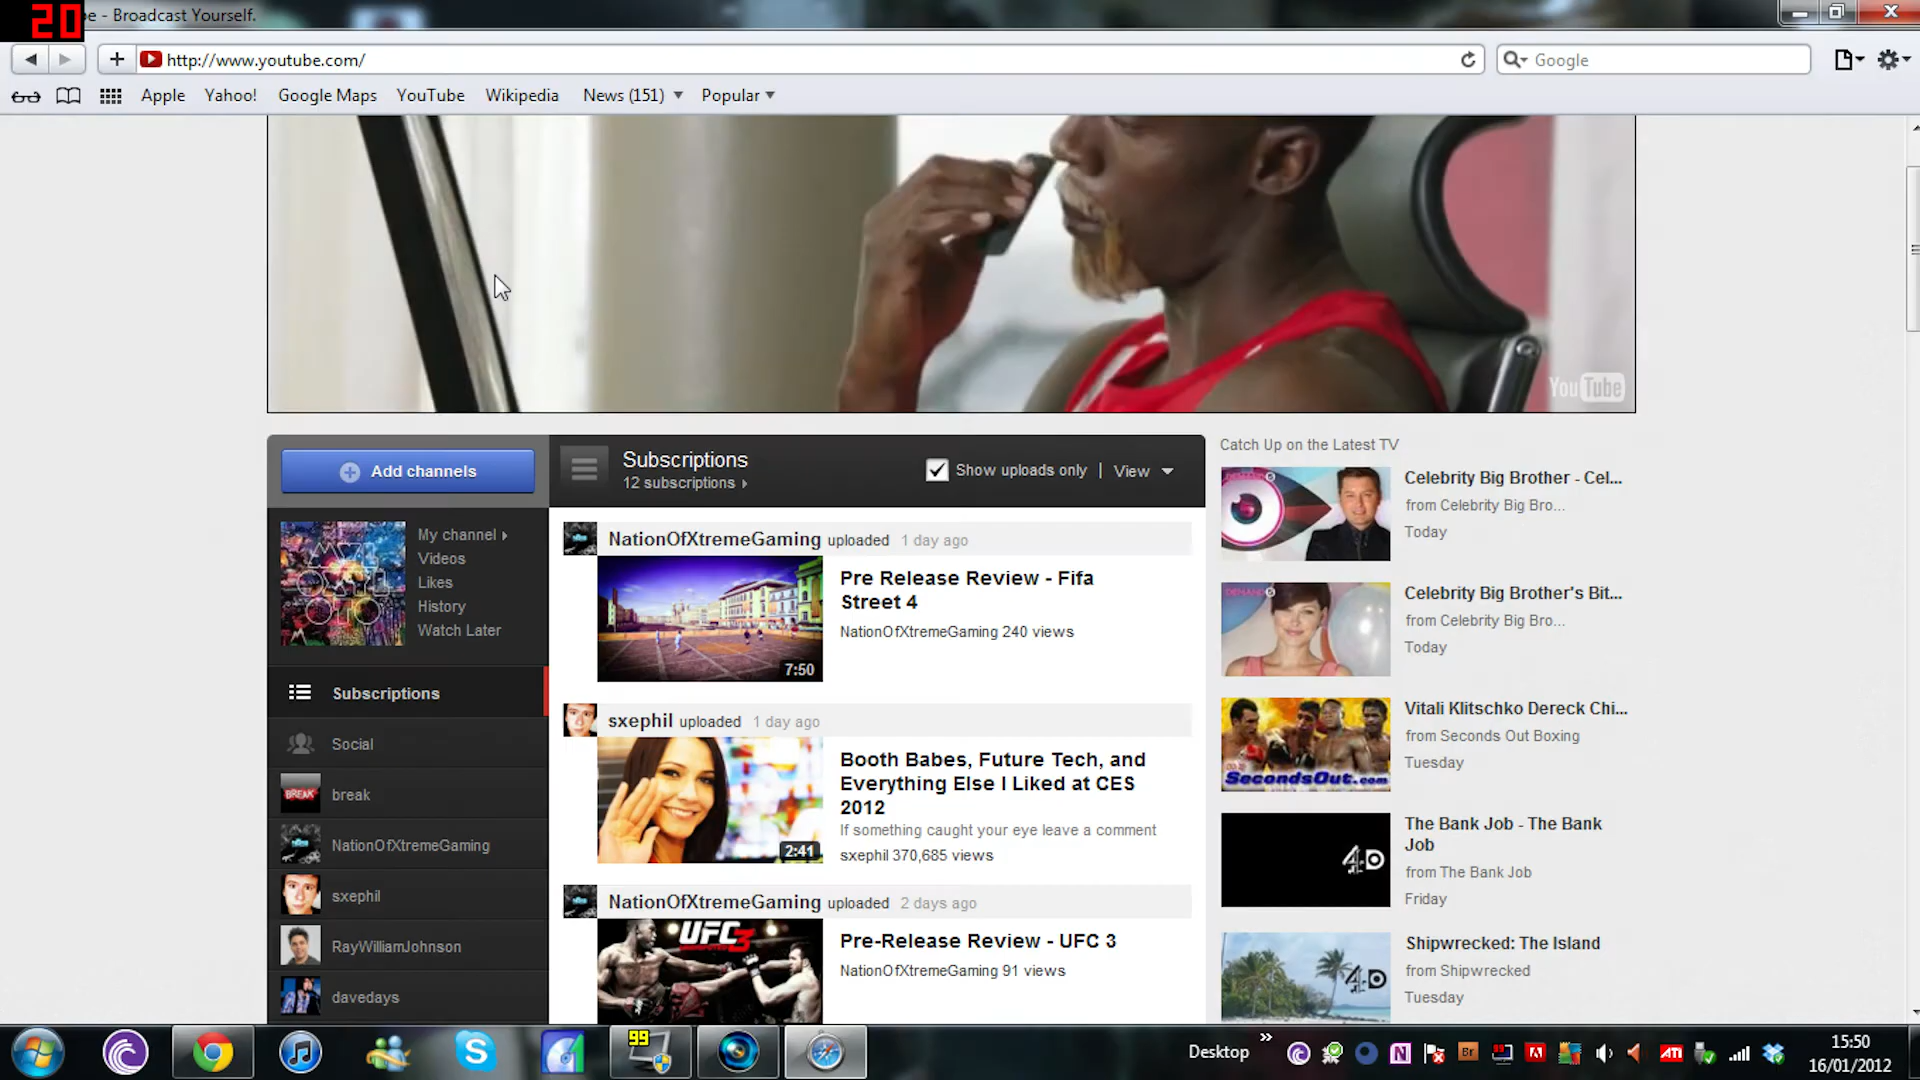 20
be - Broadcast Yourself.
http://www.youtube.com/
Google
Apple
Yahoo!
Google Maps
YouTube
Wikipedia
News (151)
Popular
YouTube
Add channels
My channel
Videos
Likes
History
Watch Later
Subscriptions
Social
BREAK
break
NationOfXtremeGaming
sxephil
RayWilliamJohnson
davedays
Subscriptions
12 subscriptions
Show uploads only | View
NationOfXtremeGaming uploaded 1 day ago
7:50
Pre Release Review - Fifa
Street 4
NationOfXtremeGaming 240 views
sxephil uploaded 1 day ago
2:41
Booth Babes, Future Tech, and
Everything Else I Liked at CES
2012
If something caught your eye leave a comment
sxephil 370,685 views
NationOfXtremeGaming uploaded 2 days ago
UFC 3
Pre-Release Review - UFC 3
NationOfXtremeGaming 91 views
Catch Up on the Latest TV
Celebrity Big Brother - Cel...
from Celebrity Big Bro...
Today
Celebrity Big Brother's Bit...
from Celebrity Big Bro...
Today
SecondsOut.com
Vitali Klitschko Dereck Chi...
from Seconds Out Boxing
Tuesday
4oD
The Bank Job - The Bank
Job
from The Bank Job
Friday
4oD
Shipwrecked: The Island
from Shipwrecked
Tuesday
99
Desktop
Br
ATI
15:50
16/01/2012